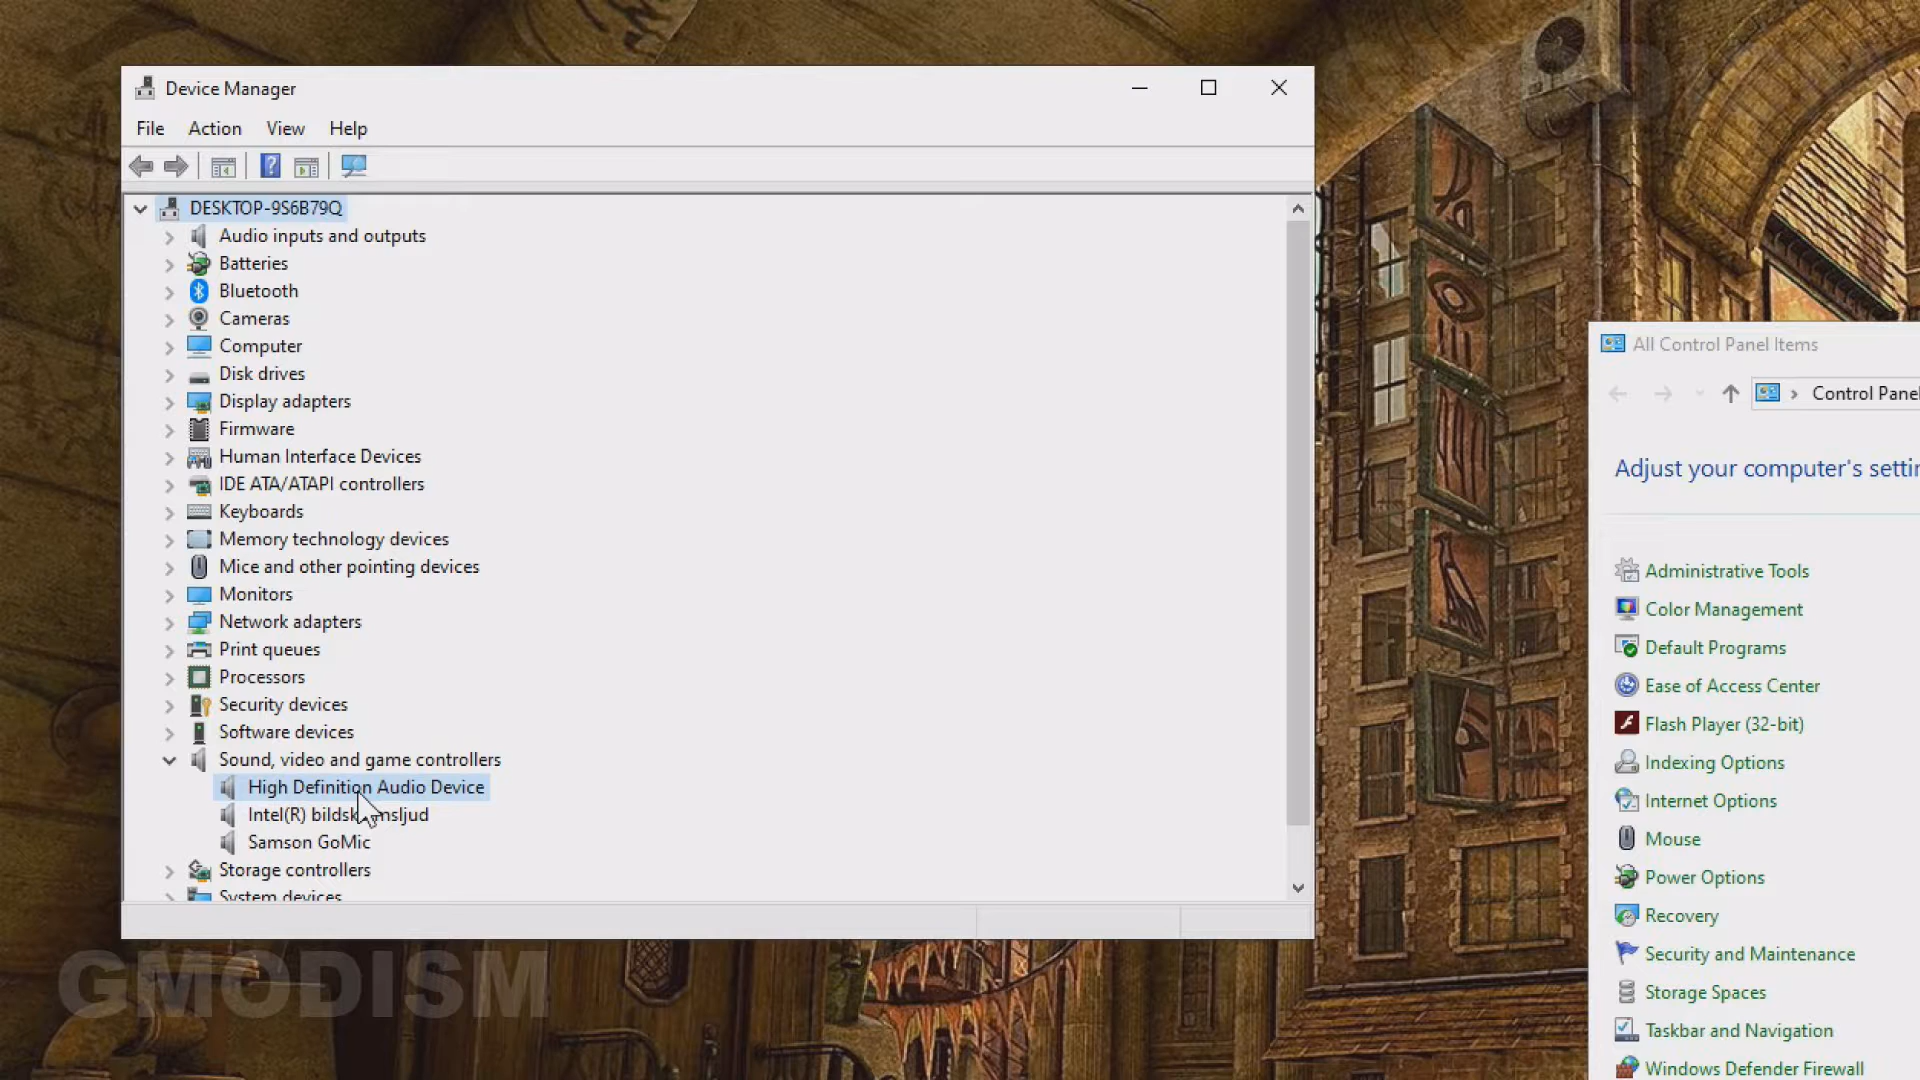 Device Manager
File Action View Help
DESKTOP-9S6B79Q
Audio inputs and outputs
Batteries
Bluetooth
Cameras
Computer
Disk drives
Display adapters
Firmware
Human Interface Devices
IDE ATA/ATAPI controllers
Keyboards
Memory technology devices
Mice and other pointing devices
Monitors
Network adapters
Print queues
Processors
Security devices
Software devices
Sound, video and game controllers
High Definition Audio Device
Intel(R)
Samson GoMic
Storage controllers
System devices
All Control Panel Items
Control Panel
Adjust your computer's
Administrative Tools
Color Management
Default Programs
Ease of Access Center
Flash Player (32-bit)
Indexing Options
Internet Options
Mouse
Power Options
Recovery
Security and Maintenance
Storage Spaces
Taskbar and Navigation
Windows Defender Firewall
GMODISM